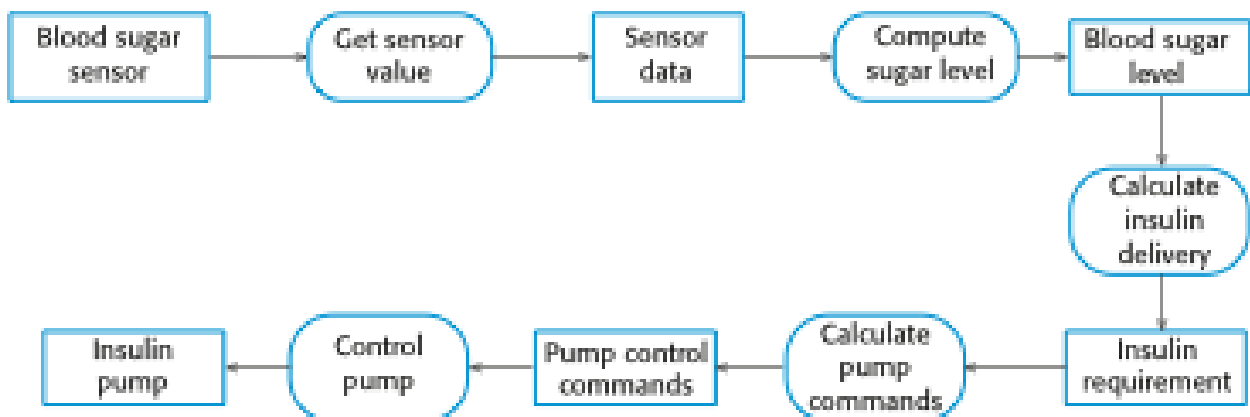 Blood sugar
sensor
Get sensor
value
Sensor
data
Compute
sugar level
Blood sugar
level
Calculate
insulin
delivery
Insulin
requirement
Calculate
pump
commands
Pump control
commands
Control
pump
Insulin
pump